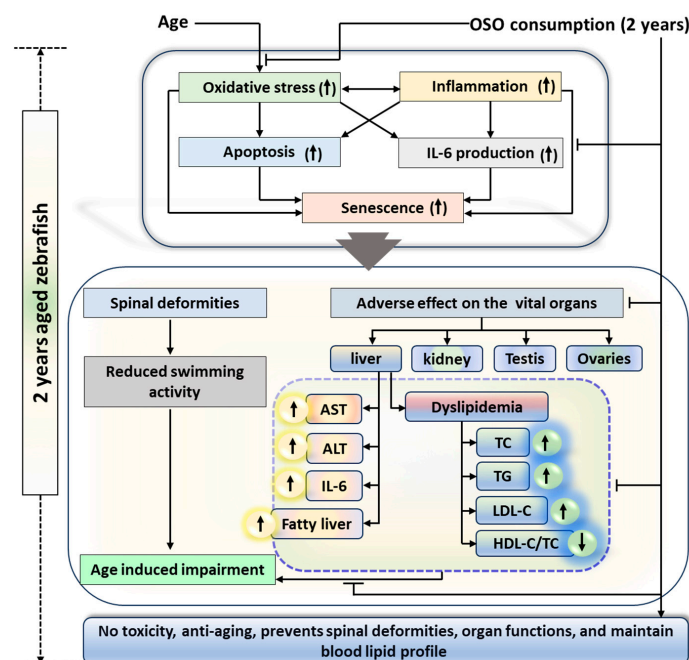 Age
OSO consumption (2 years)
Oxidative stress (↑)
Inflammation (↑)
Apoptosis (↑)
IL-6 production (↑)
Senescence (↑)
2 years aged zebrafish
Spinal deformities
Adverse effect on the vital organs
liver
kidney
Testis
Ovaries
Reduced swimming
activity
↑ AST
Dyslipidemia
↑ ALT
TC ↑
↑ IL-6
TG ↑
↑ Fatty liver
LDL-C ↑
HDL-C/TC ↓
Age induced impairment
No toxicity, anti-aging, prevents spinal deformities, organ functions, and maintain
blood lipid profile